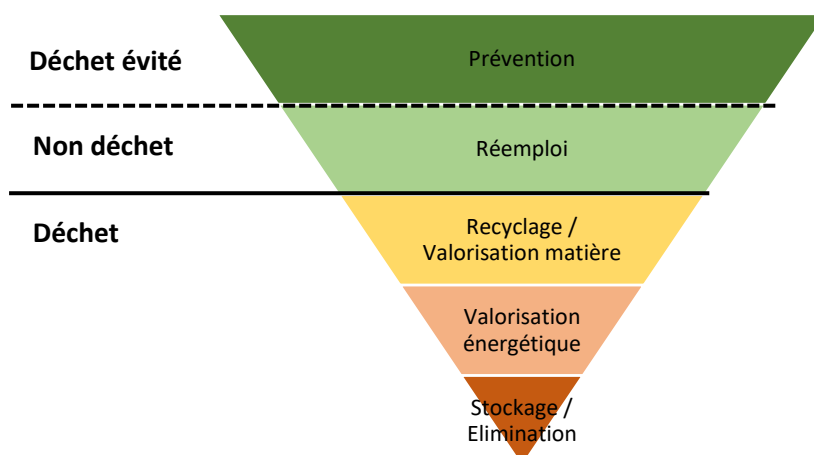 Déchet évité
Prévention
Non déchet
Réemploi
Déchet
Recyclage /
Valorisation matière
Valorisation
énergétique
Stockage /
Elimination